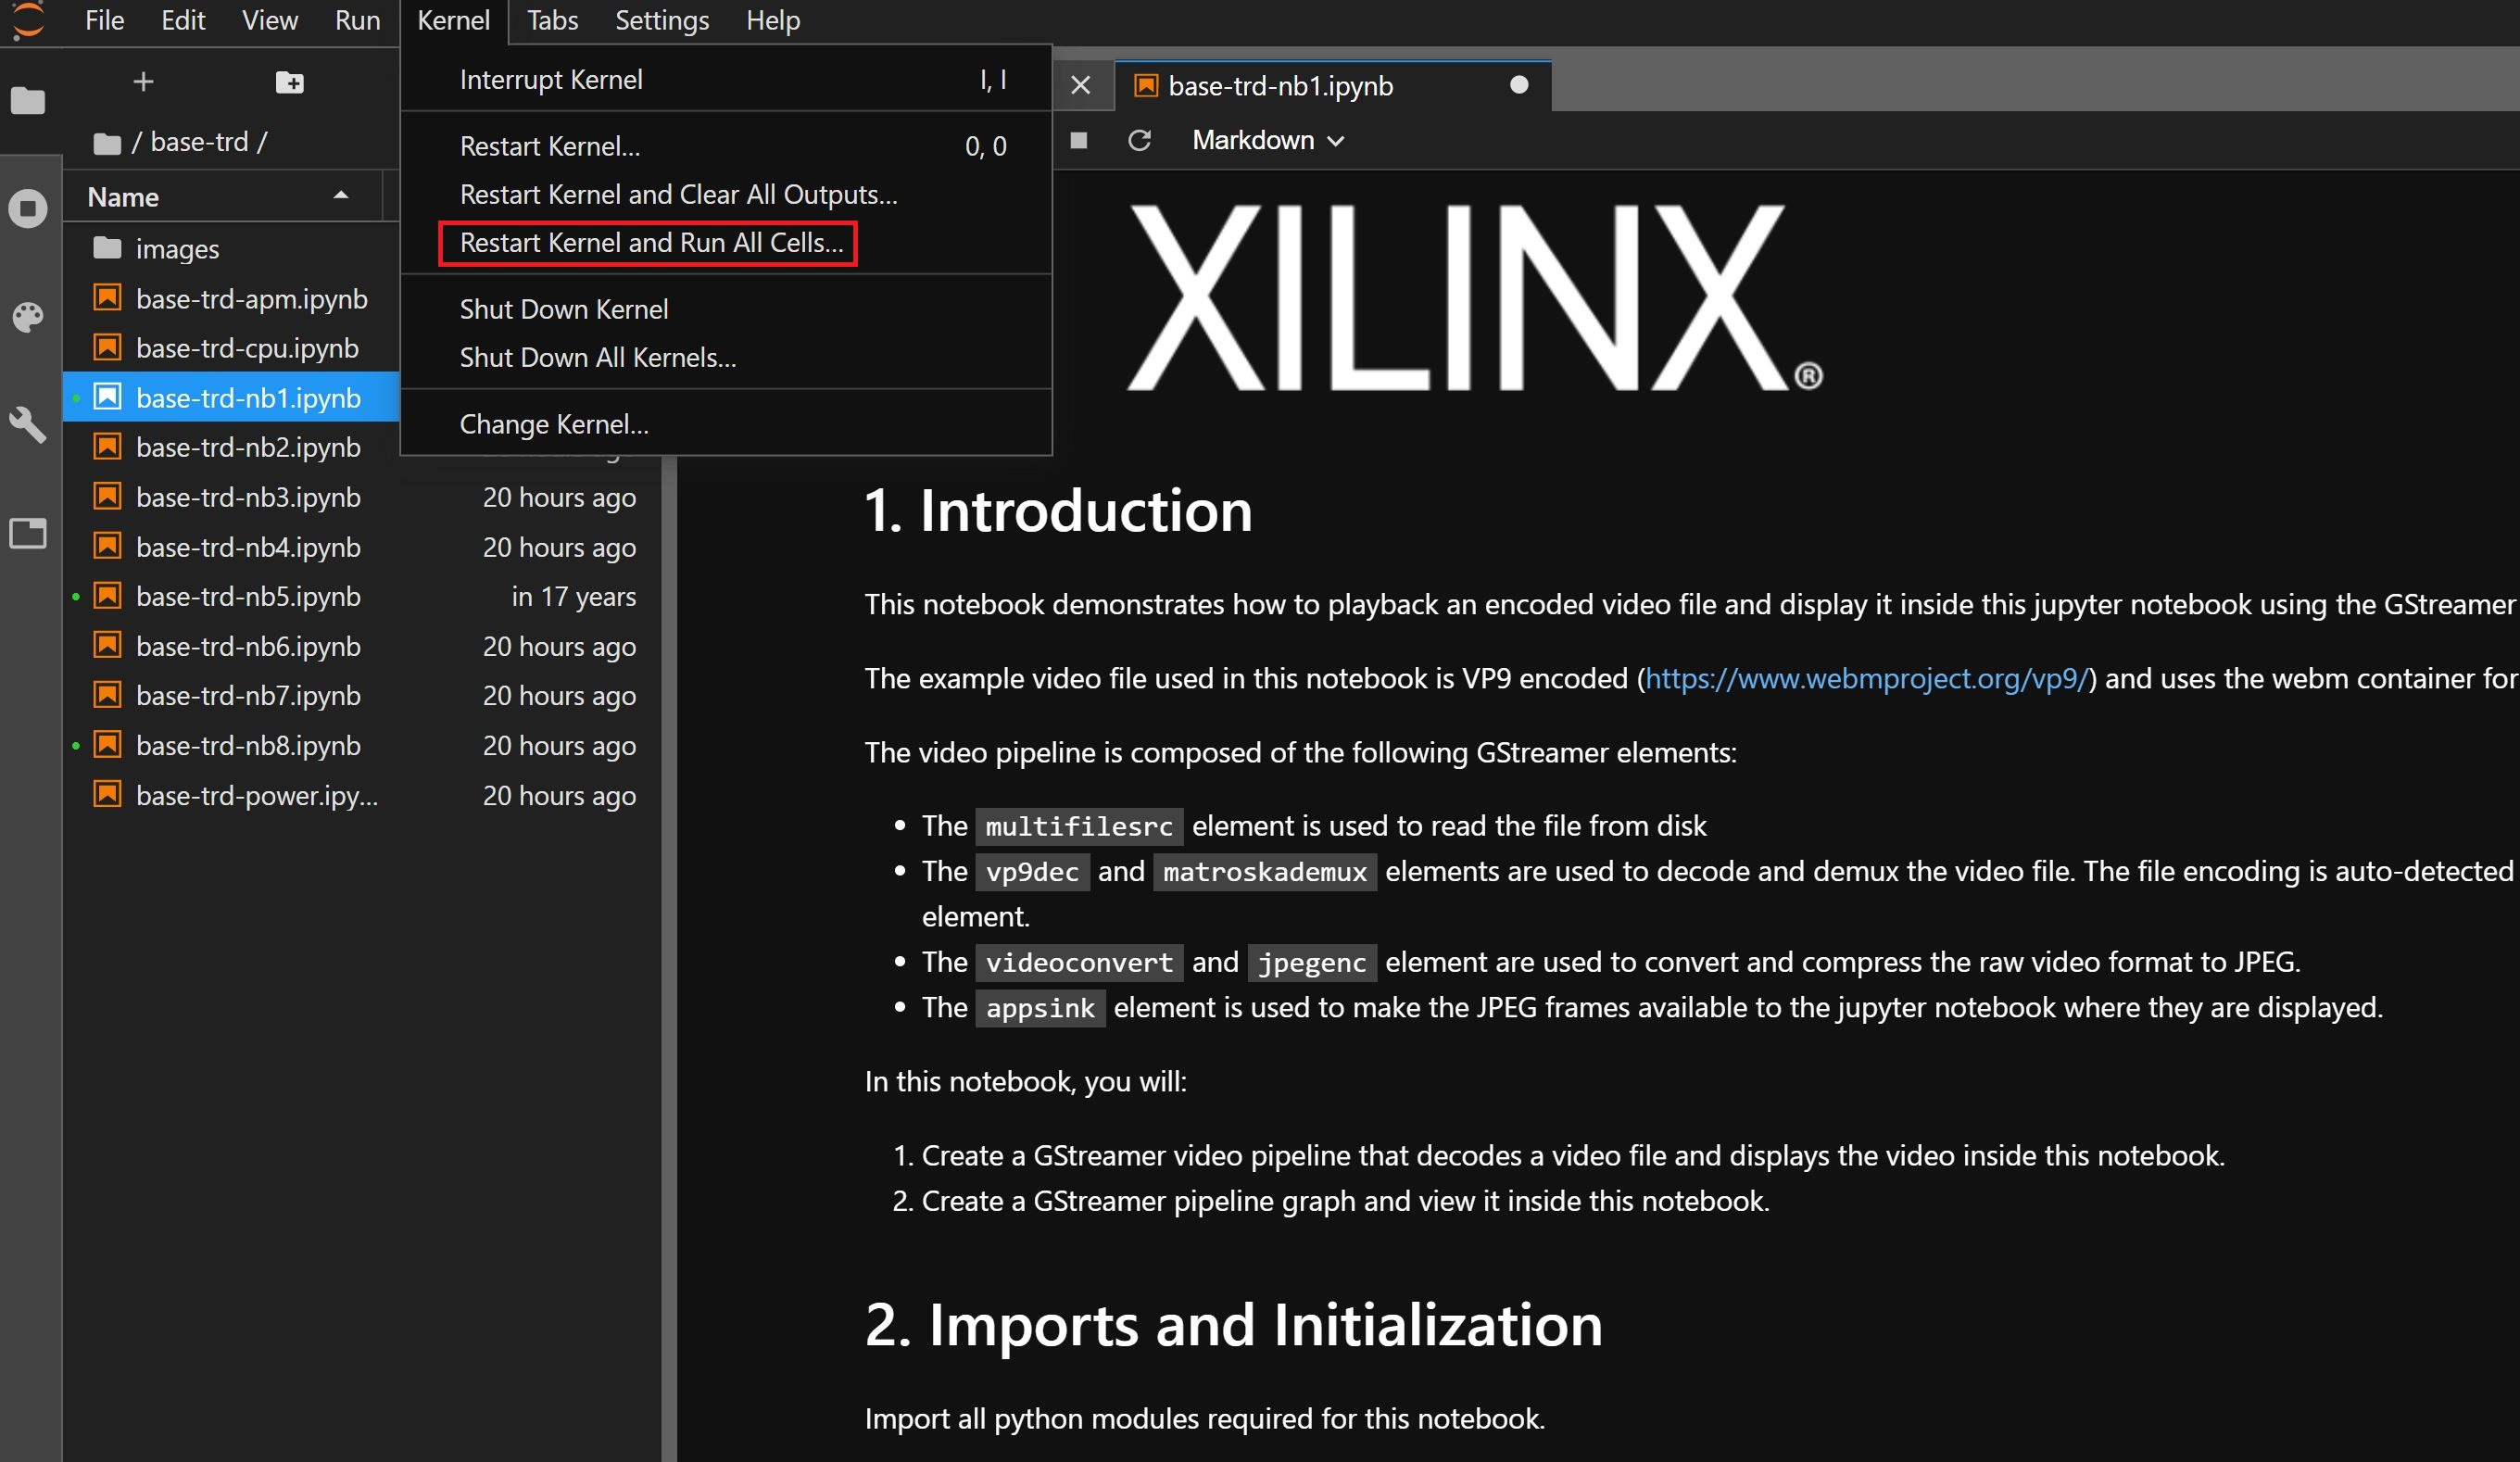 File Edit View Run Kernel Tabs Settings Help
Interrupt Kernel I, I
Restart Kernel... 0, 0
Restart Kernel and Clear All Outputs...
Restart Kernel and Run All Cells...
Shut Down Kernel
Shut Down All Kernels...
Change Kernel...
/ base-trd /
Name
images
base-trd-apm.ipynb
base-trd-cpu.ipynb
base-trd-nb1.ipynb
base-trd-nb2.ipynb
base-trd-nb3.ipynb 20 hours ago
base-trd-nb4.ipynb 20 hours ago
base-trd-nb5.ipynb in 17 years
base-trd-nb6.ipynb 20 hours ago
base-trd-nb7.ipynb 20 hours ago
base-trd-nb8.ipynb 20 hours ago
base-trd-power.ipy... 20 hours ago
base-trd-nb1.ipynb
Markdown
XILINX®
1. Introduction
This notebook demonstrates how to playback an encoded video file and display it inside this jupyter notebook using the GStreamer
The example video file used in this notebook is VP9 encoded (https://www.webmproject.org/vp9/) and uses the webm container for
The video pipeline is composed of the following GStreamer elements:
• The multifilesrc element is used to read the file from disk
• The vp9dec and matroskademux elements are used to decode and demux the video file. The file encoding is auto-detected
element.
• The videoconvert and jpegenc element are used to convert and compress the raw video format to JPEG.
• The appsink element is used to make the JPEG frames available to the jupyter notebook where they are displayed.
In this notebook, you will:
1. Create a GStreamer video pipeline that decodes a video file and displays the video inside this notebook.
2. Create a GStreamer pipeline graph and view it inside this notebook.
2. Imports and Initialization
Import all python modules required for this notebook.